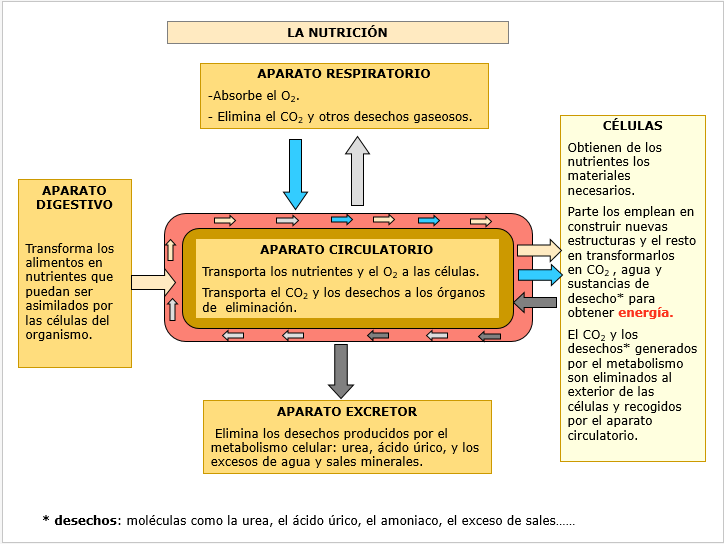 LA NUTRICIÓN
APARATO RESPIRATORIO
-Absorbe el O₂.
- Elimina el CO₂ y otros desechos gaseosos.
APARATO
DIGESTIVO
Transforma los
alimentos en
nutrientes que
puedan ser
asimilados por
las células del
organismo.
APARATO CIRCULATORIO
Transporta los nutrientes y el O₂ a las células.
Transporta el CO₂ y los desechos a los órganos
de eliminación.
CÉLULAS
Obtienen de los
nutrientes los
materiales
necesarios.
Parte los emplean en
construir nuevas
estructuras y el resto
en transformarlos
en CO₂ , agua y
sustancias de
desecho* para
obtener energía.
El CO₂ y los
desechos* generados
por el metabolismo
son eliminados al
exterior de las
células y recogidos
por el aparato
circulatorio.
APARATO EXCRETOR
Elimina los desechos producidos por el
metabolismo celular: urea, ácido úrico, y los
excesos de agua y sales minerales.
* desechos: moléculas como la urea, el ácido úrico, el amoniaco, el exceso de sales……